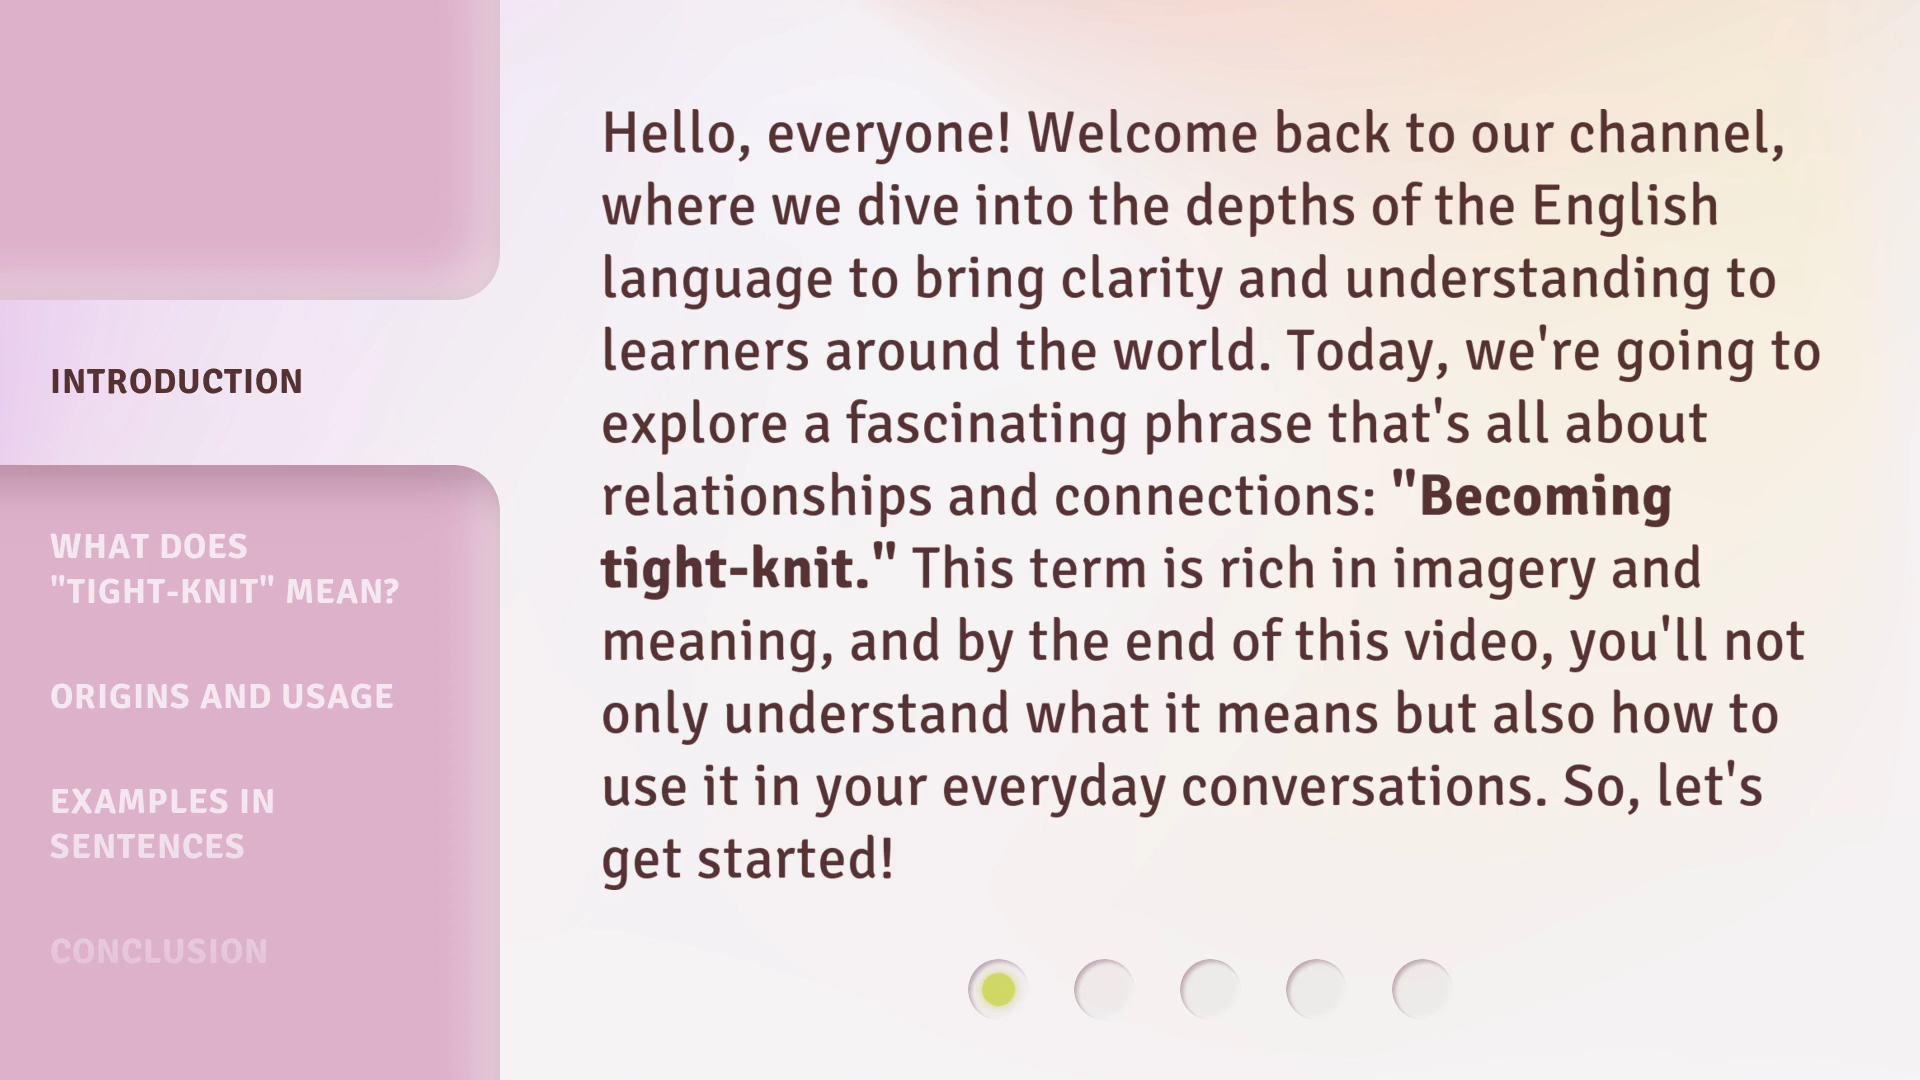 INTRODUCTION
WHAT DOES
"TIGHT-KNIT" MEAN?
ORIGINS AND USAGE
EXAMPLES IN
SENTENCES
CONCLUSION
Hello, everyone! Welcome back to our channel,
where we dive into the depths of the English
language to bring clarity and understanding to
learners around the world. Today, we're going to
explore a fascinating phrase that's all about
relationships and connections: "Becoming
tight-knit." This term is rich in imagery and
meaning, and by the end of this video, you'll not
only understand what it means but also how to
use it in your everyday conversations. So, let's
get started!